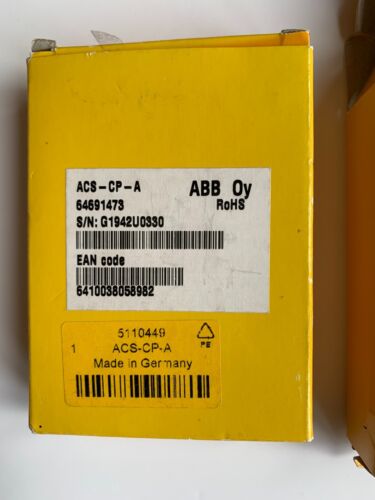 ACS-CP-A ABB Oy
64691473 RoHS
S/N: G1942U0330
EAN code
6410038058982
5110449
1 ACS-CP-A
Made in Germany
PE